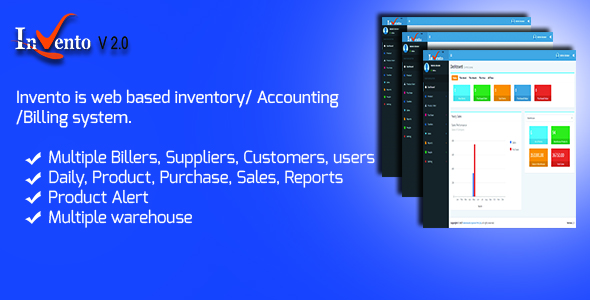 Invento V 2.0
Invento is web based inventory/ Accounting
/Billing system.
Multiple Billers, Suppliers, Customers, users
Daily, Product, Purchase, Sales, Reports
Product Alert
Multiple warehouse
Dashboard